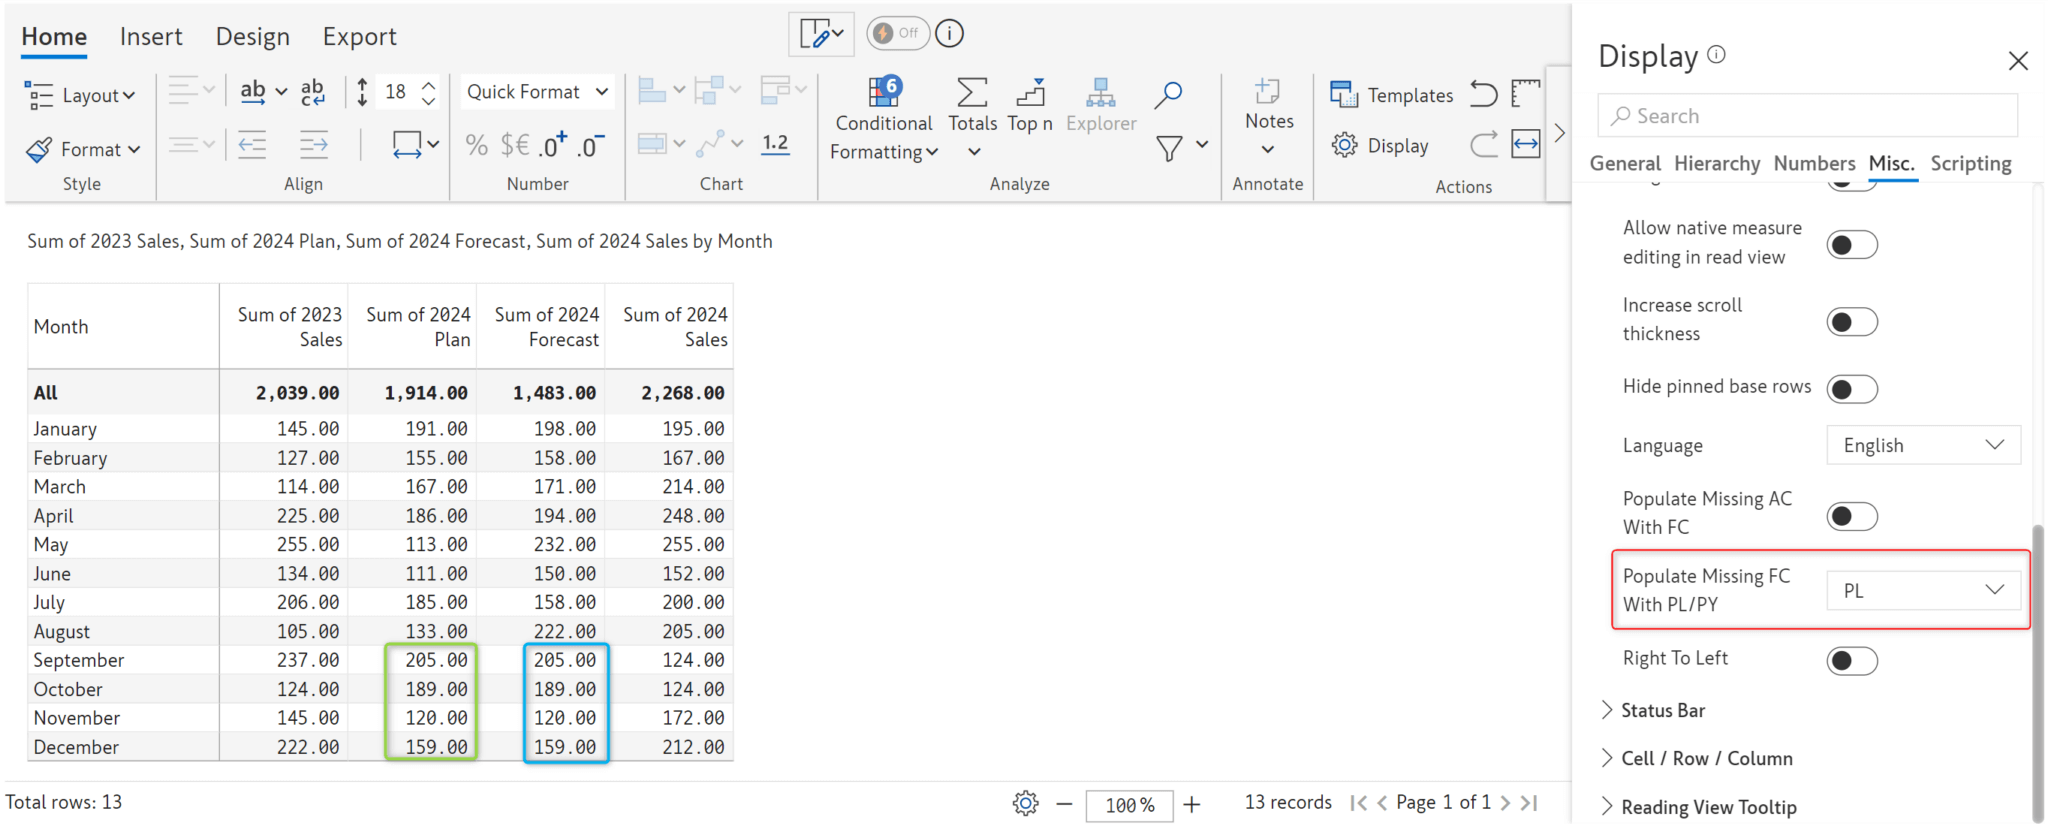 Home Insert Design Export Off i
Layout ab ab 18 Quick Format 6 Templates
c
Conditional Totals Top n Explorer Notes
Formatting
Format % $€ .0+ .0- 1.2 Display
Style Align Number Chart Analyze Annotate Actions
Sum of 2023 Sales, Sum of 2024 Plan, Sum of 2024 Forecast, Sum of 2024 Sales by Month
Month Sum of 2023 Sales Sum of 2024 Plan Sum of 2024 Forecast Sum of 2024 Sales
All 2,039.00 1,914.00 1,483.00 2,268.00
January 145.00 191.00 198.00 195.00
February 127.00 155.00 158.00 167.00
March 114.00 167.00 171.00 214.00
April 225.00 186.00 194.00 248.00
May 255.00 113.00 232.00 255.00
June 134.00 111.00 150.00 152.00
July 206.00 185.00 158.00 200.00
August 105.00 133.00 222.00 205.00
September 237.00 205.00 205.00 124.00
October 124.00 189.00 189.00 124.00
November 145.00 120.00 120.00 172.00
December 222.00 159.00 159.00 212.00
Total rows: 13 100% 13 records Page 1 of 1
Display i
Search
General Hierarchy Numbers Misc. Scripting
Allow native measure
editing in read view
Increase scroll
thickness
Hide pinned base rows
Language English
Populate Missing AC
With FC
Populate Missing FC
With PL/PY PL
Right To Left
Status Bar
Cell / Row / Column
Reading View Tooltip